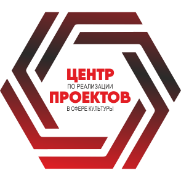 ЦЕНТР
ПО РЕАЛИЗАЦИИ
ПРОЕКТОВ
В СФЕРЕ КУЛЬТУРЫ